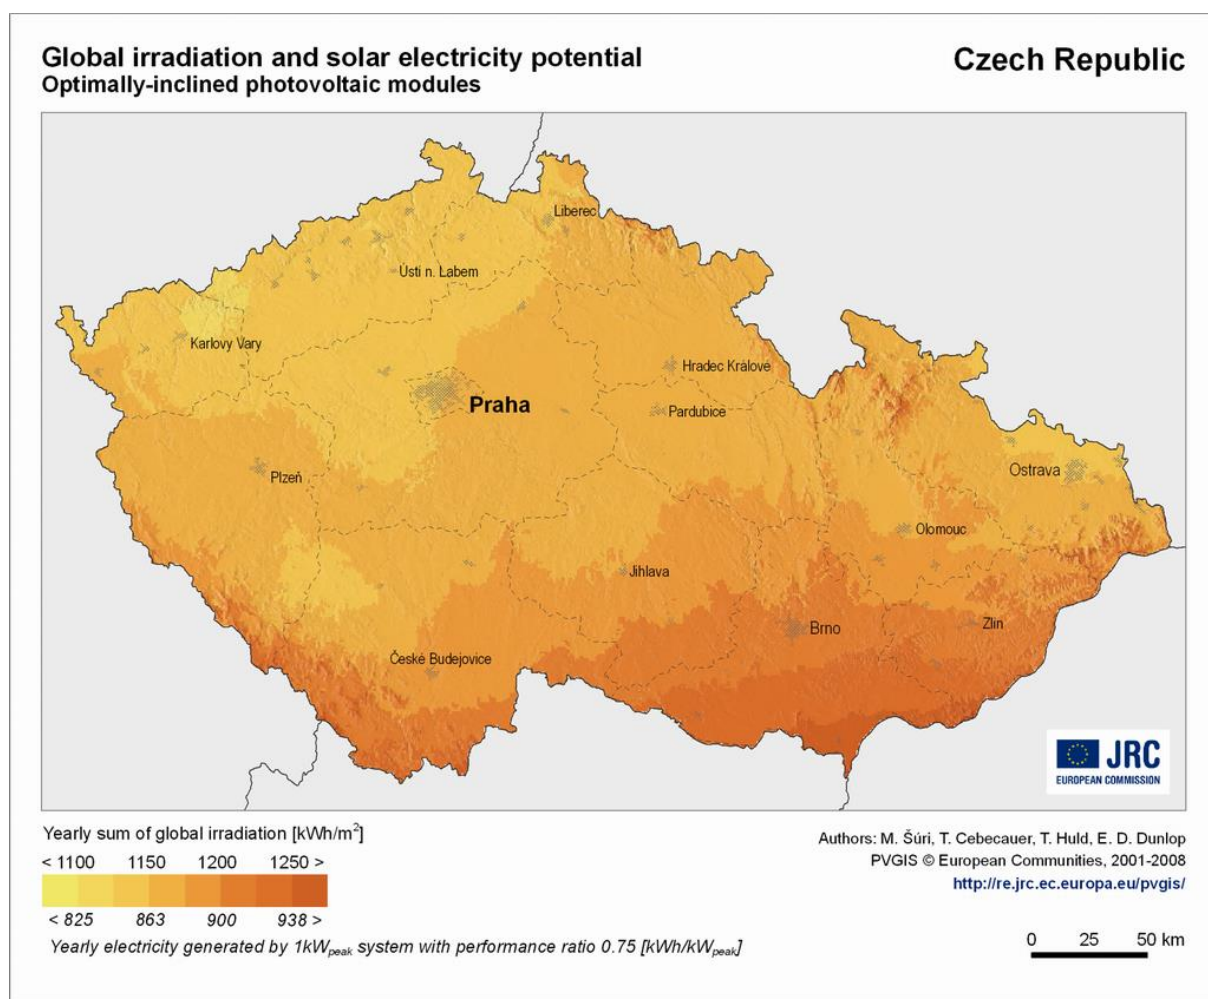 Global irradiation and solar electricity potential
Optimally-inclined photovoltaic modules
Czech Republic
Liberec
Ústi n. Labem
Karlovy Vary
Hradec Králové
Praha
Pardubice
Plzeň
Ostrava
Olomouc
Jihlava
Brno
Zlin
České Budejovice
JRC
EUROPEAN COMMISSION
Yearly sum of global irradiation [kWh/m²]
< 1100 1150 1200 1250 >
< 825 863 900 938 >
Yearly electricity generated by 1kWpeak system with performance ratio 0.75 [kWh/kWpeak]
Authors: M. Šúri, T. Cebecauer, T. Huld, E. D. Dunlop
PVGIS © European Communities, 2001-2008
http://re.jrc.ec.europa.eu/pvgis/
0 25 50 km